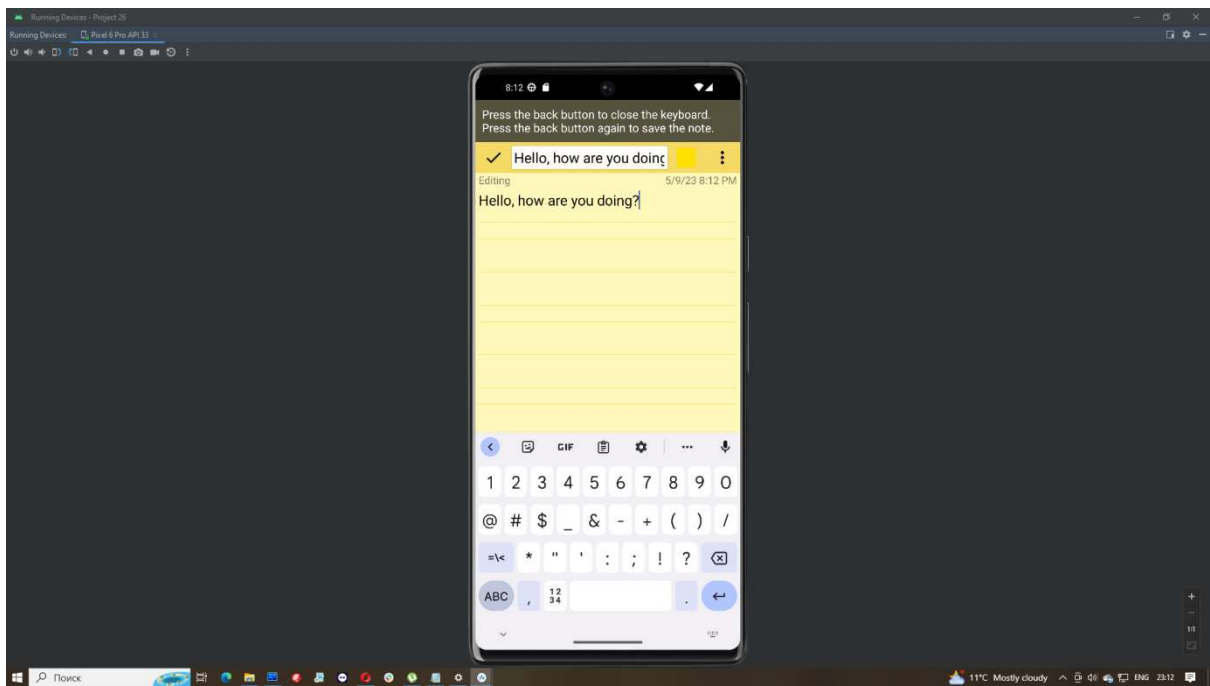 Running Devices - Project 26
Running Devices: Pixel 6 Pro API 33
8:12
Press the back button to close the keyboard.
Press the back button again to save the note.
Hello, how are you doing
Editing 5/9/23 8:12 PM
Hello, how are you doing?
GIF
1 2 3 4 5 6 7 8 9 0
@ # $ _ & - + ( ) /
=\< * " ' : ; ! ?
ABC , 12 .
34
1:1
Поиск 11°C Mostly cloudy ENG 23:12